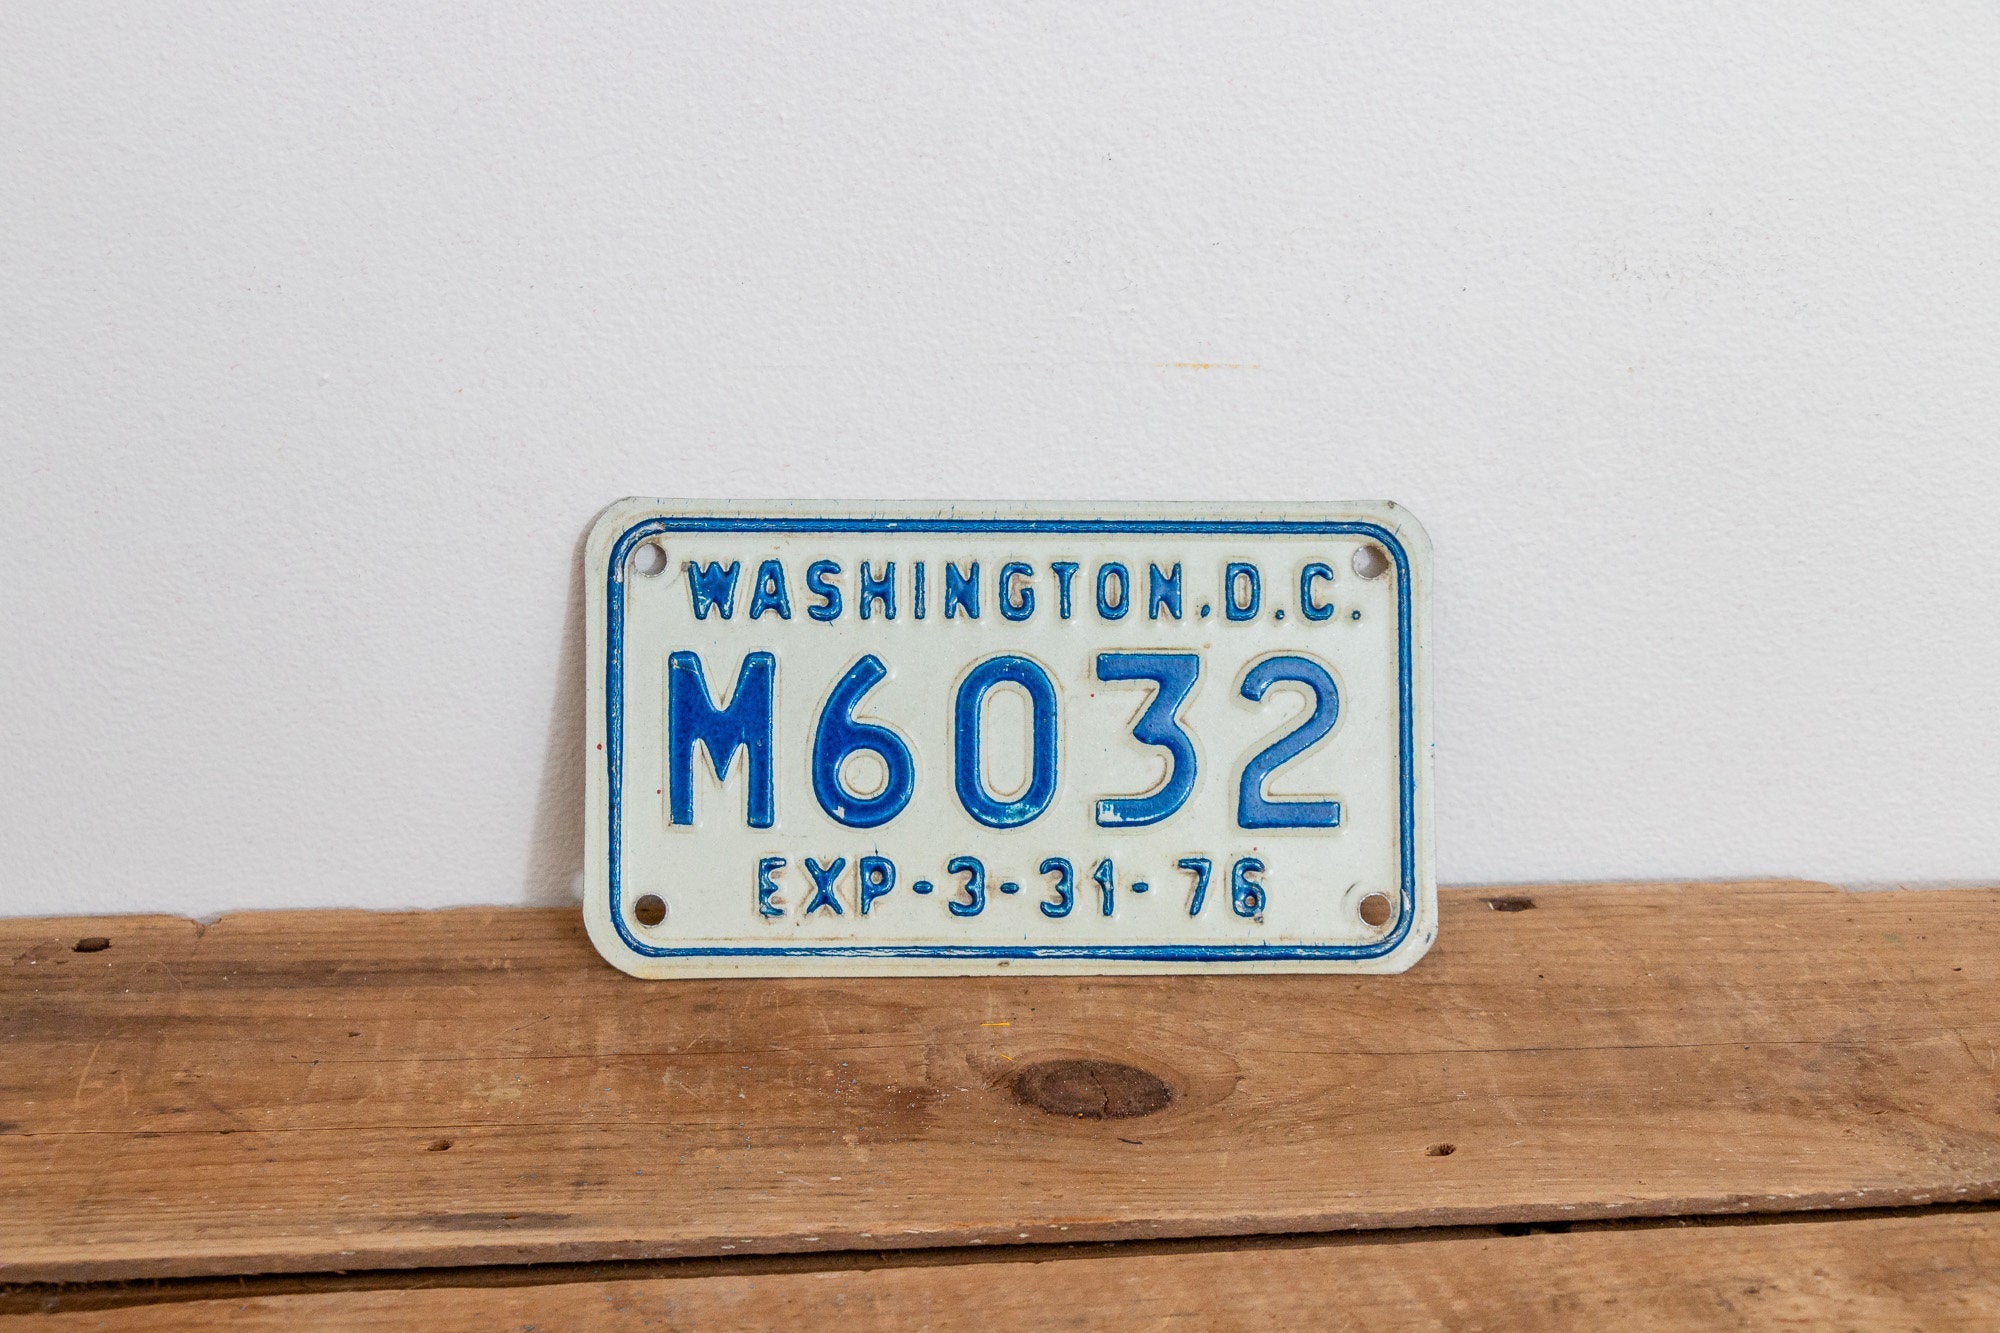 WASHINGTON, D.C.
M6032
EXP-3-31-76